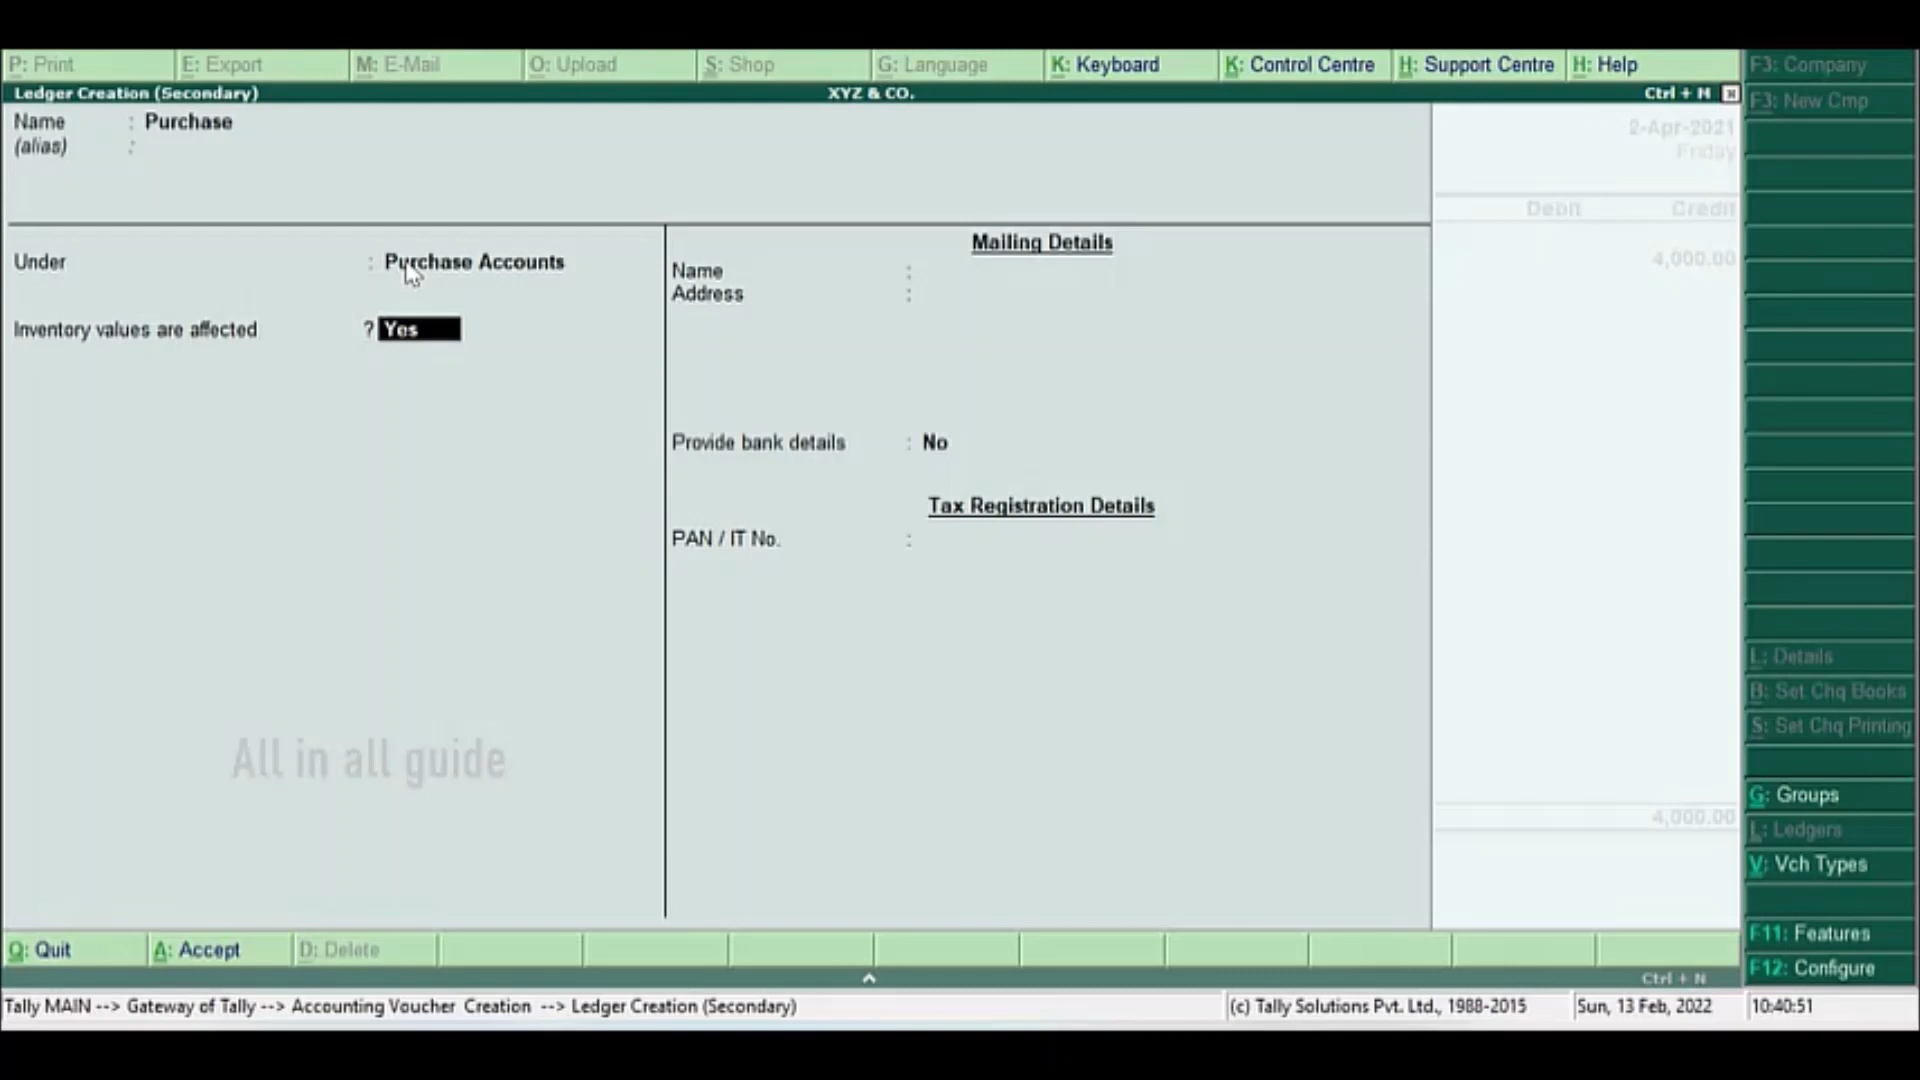 P: Print E: Export M: E-Mail O: Upload S: Shop G: Language K: Keyboard K: Control Centre H: Support Centre H: Help
Ledger Creation (Secondary) XYZ & CO. Ctrl + M
Name : Purchase
(alias) :
Under : Purchase Accounts
Inventory values are affected ? Yes
Mailing Details
Name :
Address :
Provide bank details : No
Tax Registration Details
PAN / IT No. :
2-Apr-2021
Friday
Debit Credit
4,000.00
4,000.00
All in all guide
F3: Company
F3: New Cmp
L: Details
B: Set Chq Books
S: Set Chq Printing
G: Groups
L: Ledgers
V: Vch Types
F11: Features
F12: Configure
Q: Quit A: Accept D: Delete
Ctrl + N
Tally MAIN --> Gateway of Tally --> Accounting Voucher Creation --> Ledger Creation (Secondary) (c) Tally Solutions Pvt. Ltd., 1988-2015 Sun, 13 Feb, 2022 10:40:51